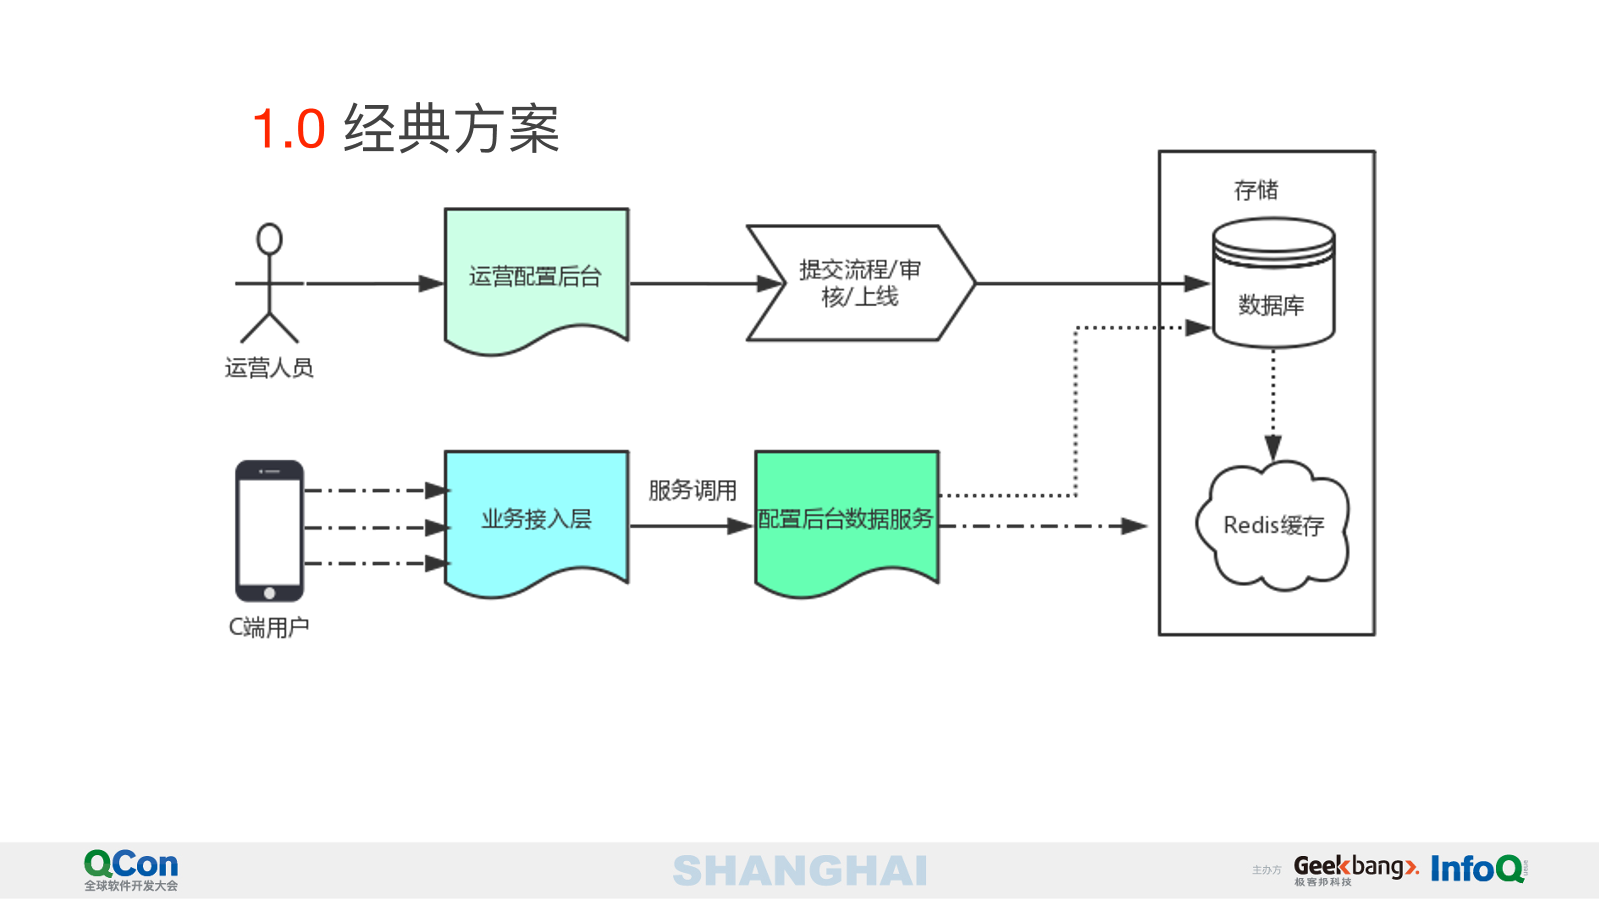 1.0 经典方案
存储
运营配置后台
提交流程/审
核/上线
数据库
运营人员
服务调用
业务接入层
配置后台数据服务
Redis缓存
C端用户
QCon
全球软件开发大会
SHANGHAI
主办方
Geekbang
极客邦科技
InfoQ